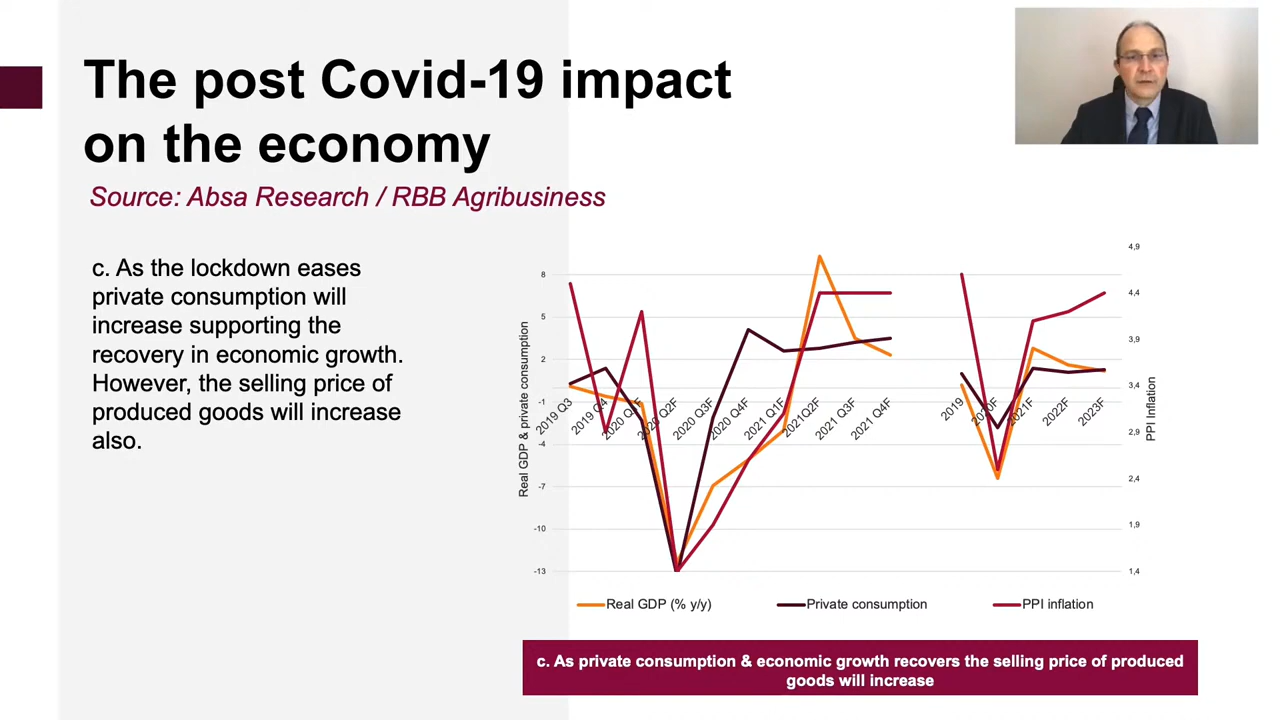 The post Covid-19 impact
on the economy
Source: Absa Research / RBB Agribusiness
c. As the lockdown eases
private consumption will
increase supporting the
recovery in economic growth.
However, the selling price of
produced goods will increase
also.
Real GDP & private consumption
8
5
2
-1
-4
-7
-10
-13
2019 Q3
2019 Q4
2020 Q1F
2020 Q2F
2020 Q3F
2020 Q4F
2021 Q1F
2021Q2F
2021 Q3F
2021 Q4F
2019
2020F
2021F
2022F
2023F
4,9
4,4
3,9
3,4
2,9
2,4
1,9
1,4
PPI Inflation
Real GDP (% y/y)
Private consumption
PPI inflation
c. As private consumption & economic growth recovers the selling price of produced
goods will increase